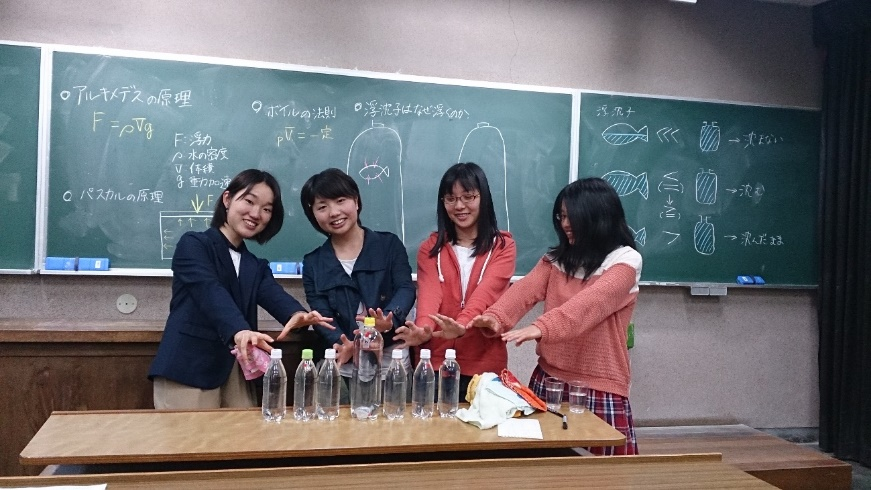 ○アルキメデスの原理
F=ρVg
F:浮力
ρ:水の密度
V:体積
g:重力加速
○パスカルの原理
F
○ボイルの法則
PV=一定
○浮沈子はなぜ浮くのか
浮沈子
<<< →沈まない
≦ →沈む
F
(≧)
> →沈んだまま